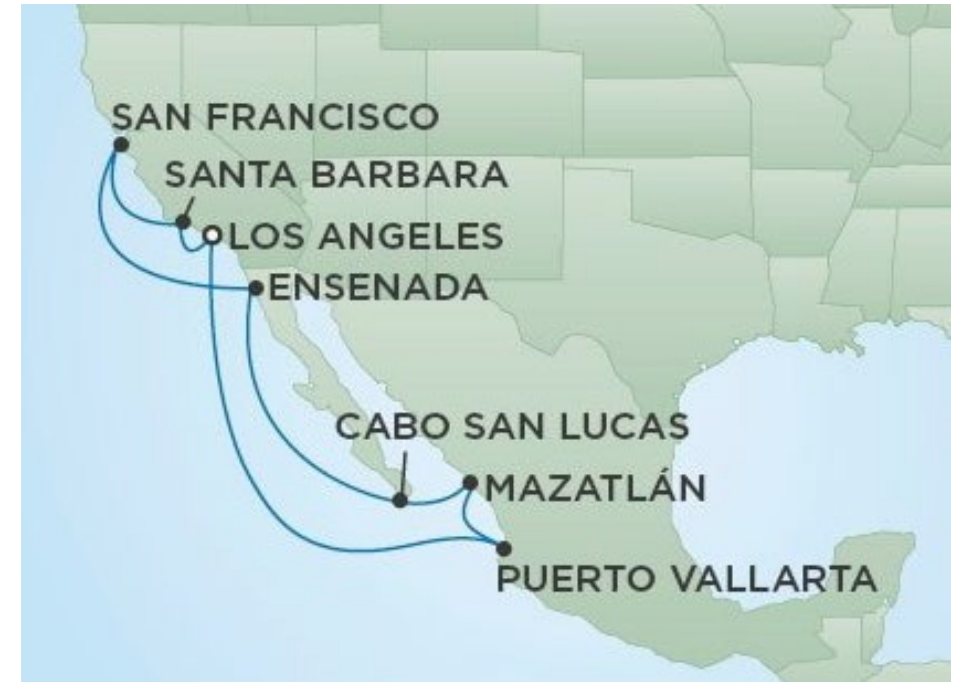 SAN FRANCISCO
SANTA BARBARA
LOS ANGELES
ENSENADA
CABO SAN LUCAS
MAZATLÁN
PUERTO VALLARTA